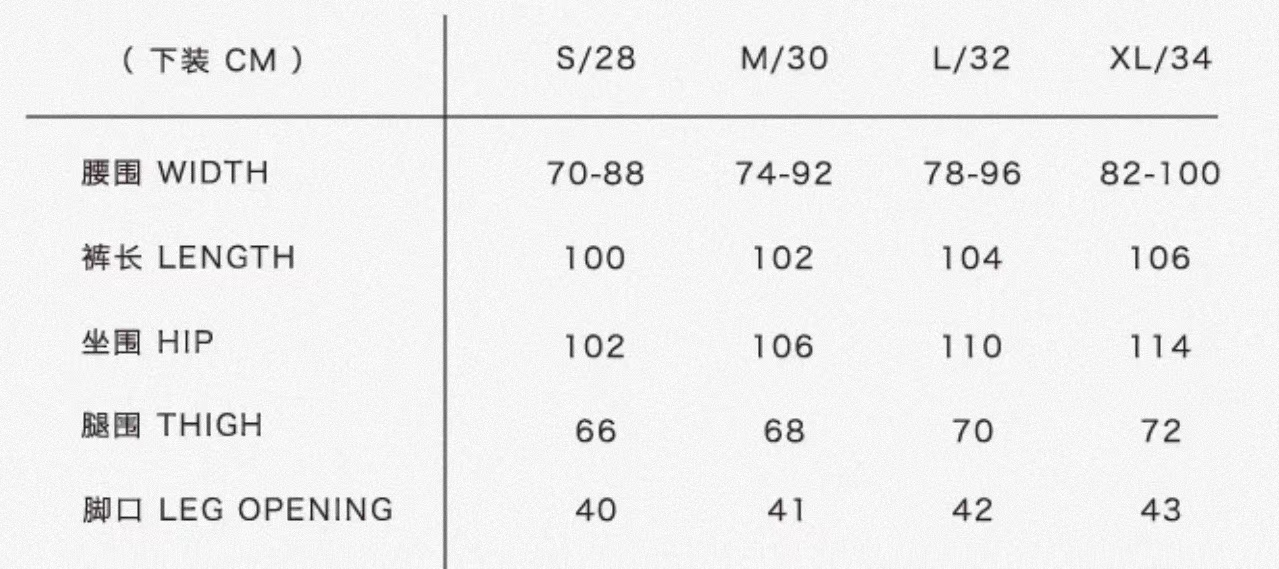 （ 下装 CM ） S/28 M/30 L/32 XL/34
腰围 WIDTH 70-88 74-92 78-96 82-100
裤长 LENGTH 100 102 104 106
坐围 HIP 102 106 110 114
腿围 THIGH 66 68 70 72
脚口 LEG OPENING 40 41 42 43